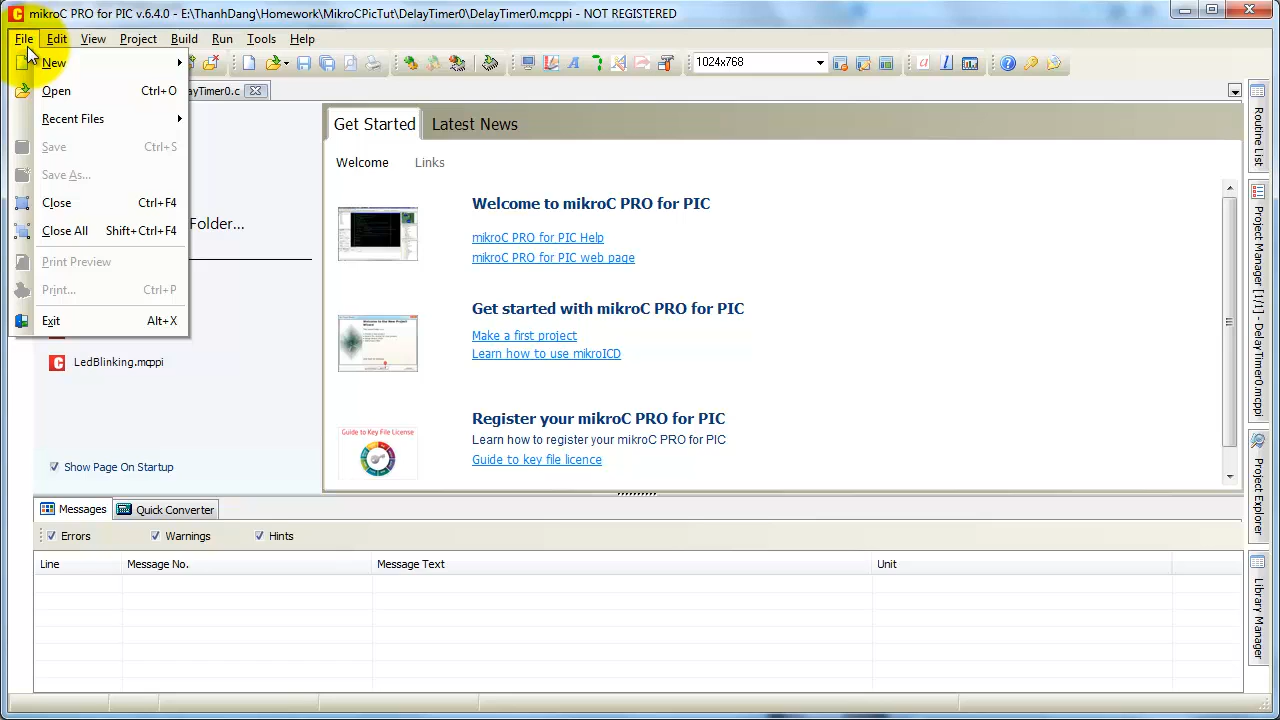 mikroC PRO for PIC v.6.4.0 - E:\ThanhDang\Homework\MikroCPicTut\DelayTimer0\DelayTimer0.mcppi - NOT REGISTERED
File Edit View Project Build Run Tools Help
1024x768
New
Open Ctrl+O
Recent Files
Save Ctrl+S
Save As...
Close Ctrl+F4
Close All Shift+Ctrl+F4
Print Preview
Print... Ctrl+P
Exit Alt+X
ayTimer0.c
Folder...
LedBlinking.mcppi
Show Page On Startup
Get Started Latest News
Welcome Links
Welcome to mikroC PRO for PIC
mikroC PRO for PIC Help
mikroC PRO for PIC web page
Get started with mikroC PRO for PIC
Make a first project
Learn how to use mikroICD
Guide to Key File License
Register your mikroC PRO for PIC
Learn how to register your mikroC PRO for PIC
Guide to key file licence
Routine List
Project Manager [1/1] - DelayTimer0.mcppi
Project Explorer
Library Manager
Messages Quick Converter
Errors Warnings Hints
Line Message No. Message Text Unit